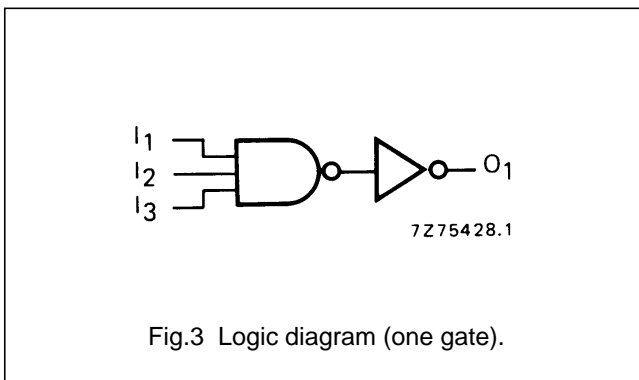 I1
I2
I3
O1
7Z75428.1
Fig.3 Logic diagram (one gate).